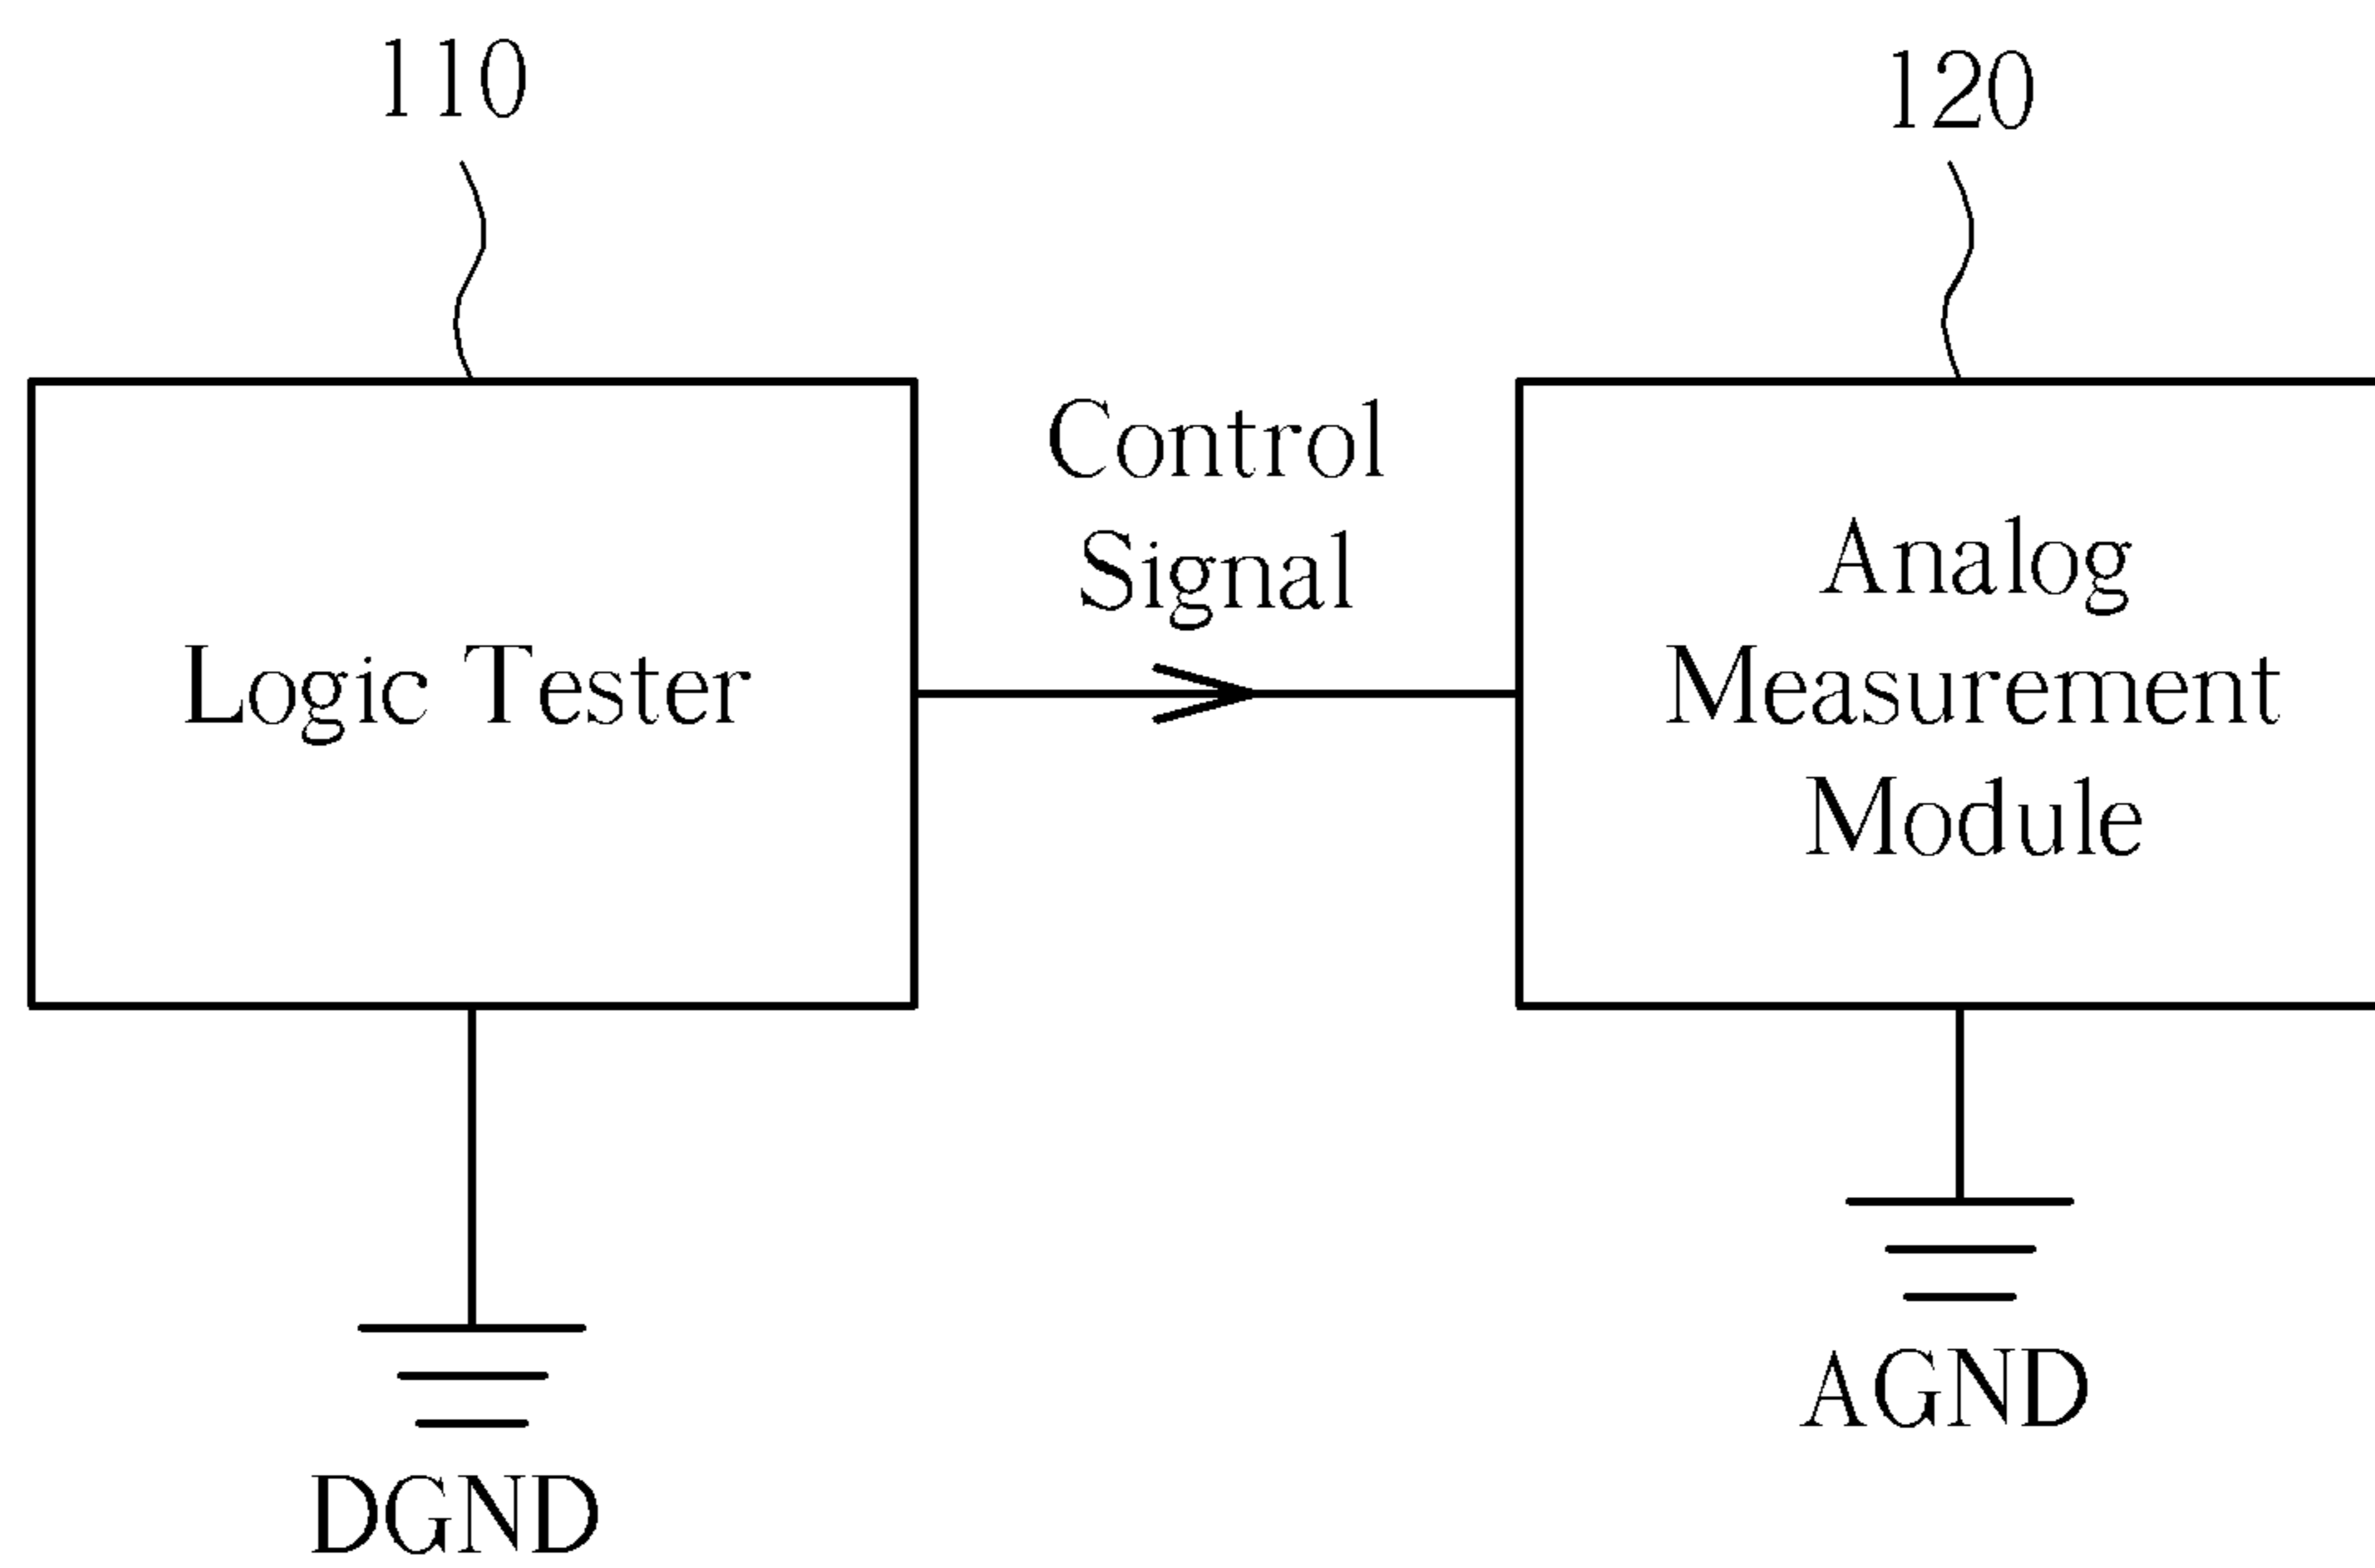 110
120
Control
Signal
Logic Tester
Analog
Measurement
Module
AGND
DGND